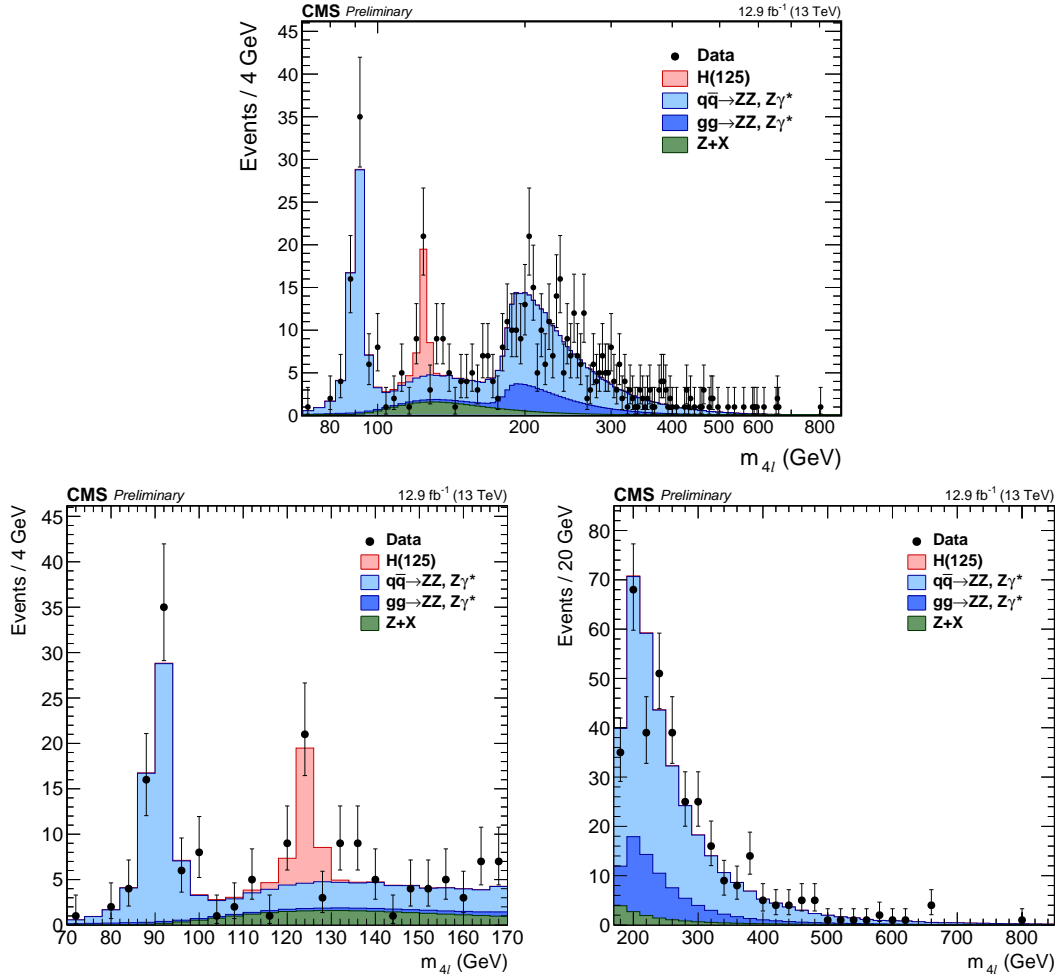 CMS Preliminary 12.9 fb⁻¹ (13 TeV)
Events / 4 GeV
45
40
35
30
25
20
15
10
5
0
Data
H(125)
qq̅→ZZ, Zγ*
gg→ZZ, Zγ*
Z+X
80 100 200 300 400 500 600 800
m4l (GeV)
CMS Preliminary 12.9 fb⁻¹ (13 TeV)
Events / 4 GeV
45
40
35
30
25
20
15
10
5
0
Data
H(125)
qq̅→ZZ, Zγ*
gg→ZZ, Zγ*
Z+X
70 80 90 100 110 120 130 140 150 160 170
m4l (GeV)
CMS Preliminary 12.9 fb⁻¹ (13 TeV)
Events / 20 GeV
80
70
60
50
40
30
20
10
0
Data
H(125)
qq̅→ZZ, Zγ*
gg→ZZ, Zγ*
Z+X
200 300 400 500 600 700 800
m4l (GeV)